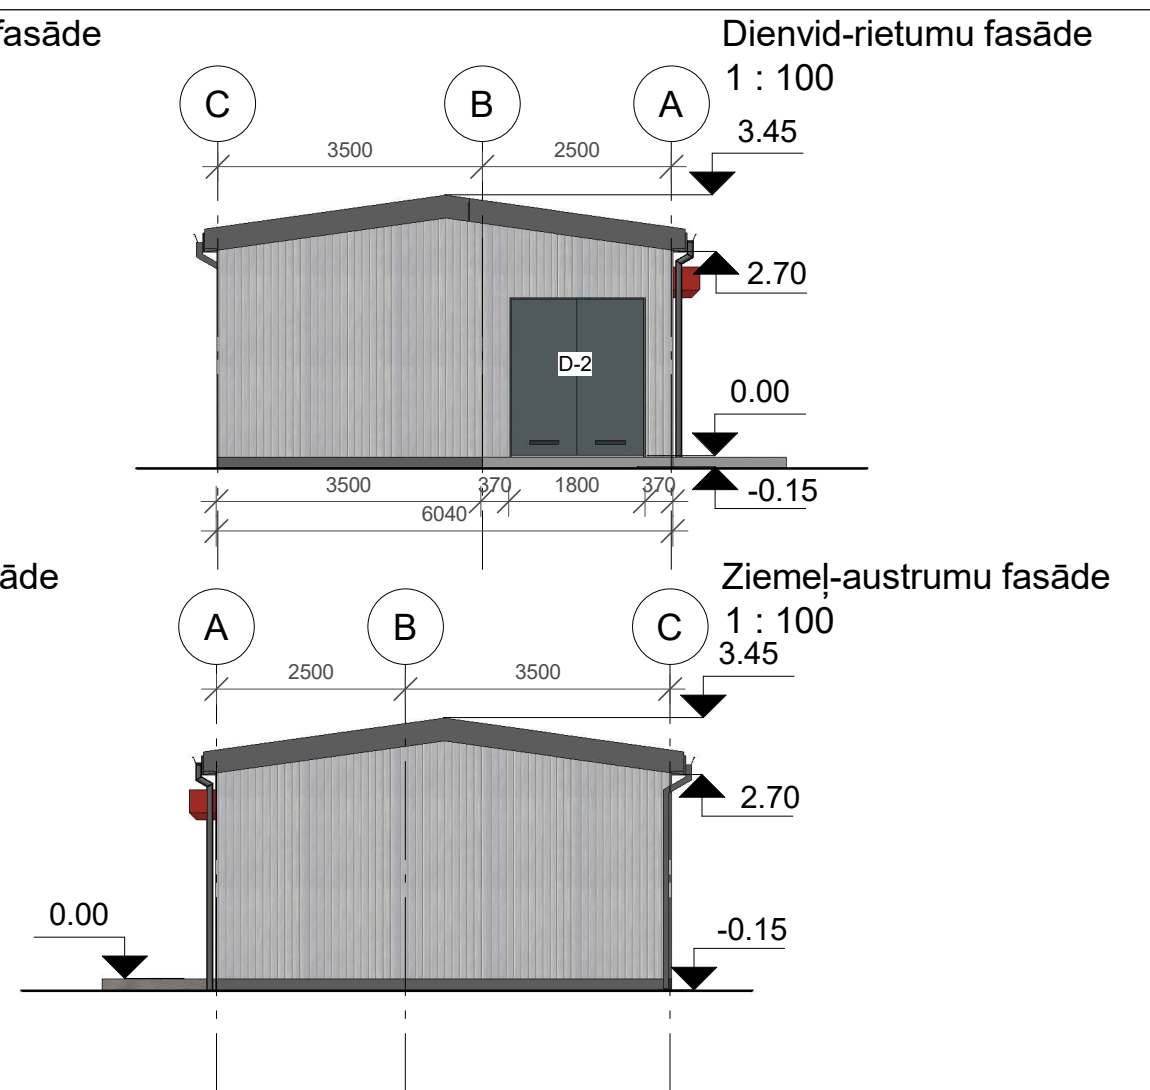 fasāde
Dienvid-rietumu fasāde
1 : 100
C
B
A
3.45
3500
2500
2.70
D-2
0.00
3500
370
1800
370
-0.15
6040
āde
Ziemeļ-austrumu fasāde
1 : 100
A
B
C
3.45
2500
3500
2.70
0.00
-0.15